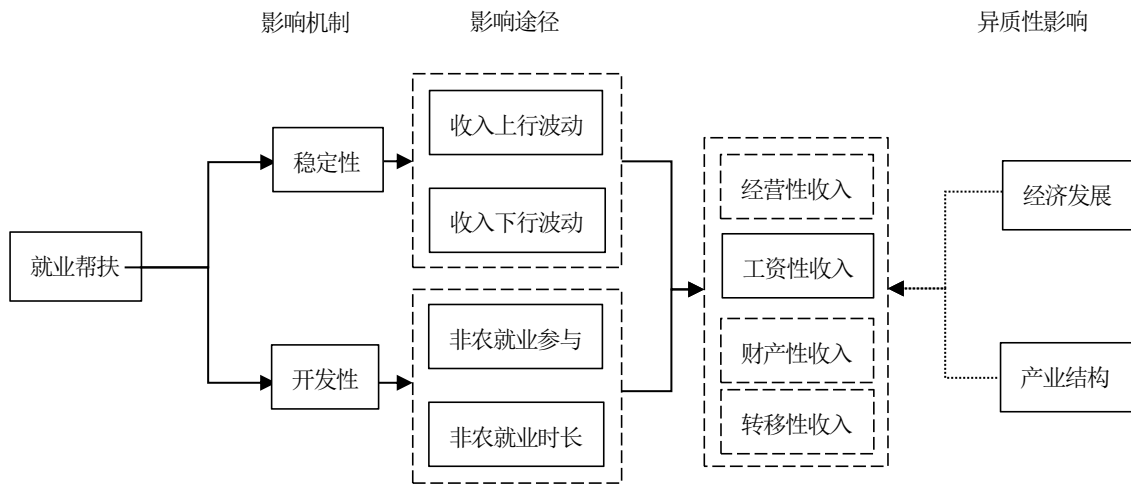 影响机制
影响途径
异质性影响
就业帮扶
稳定性
开发性
收入上行波动
收入下行波动
非农就业参与
非农就业时长
经营性收入
工资性收入
财产性收入
转移性收入
经济发展
产业结构